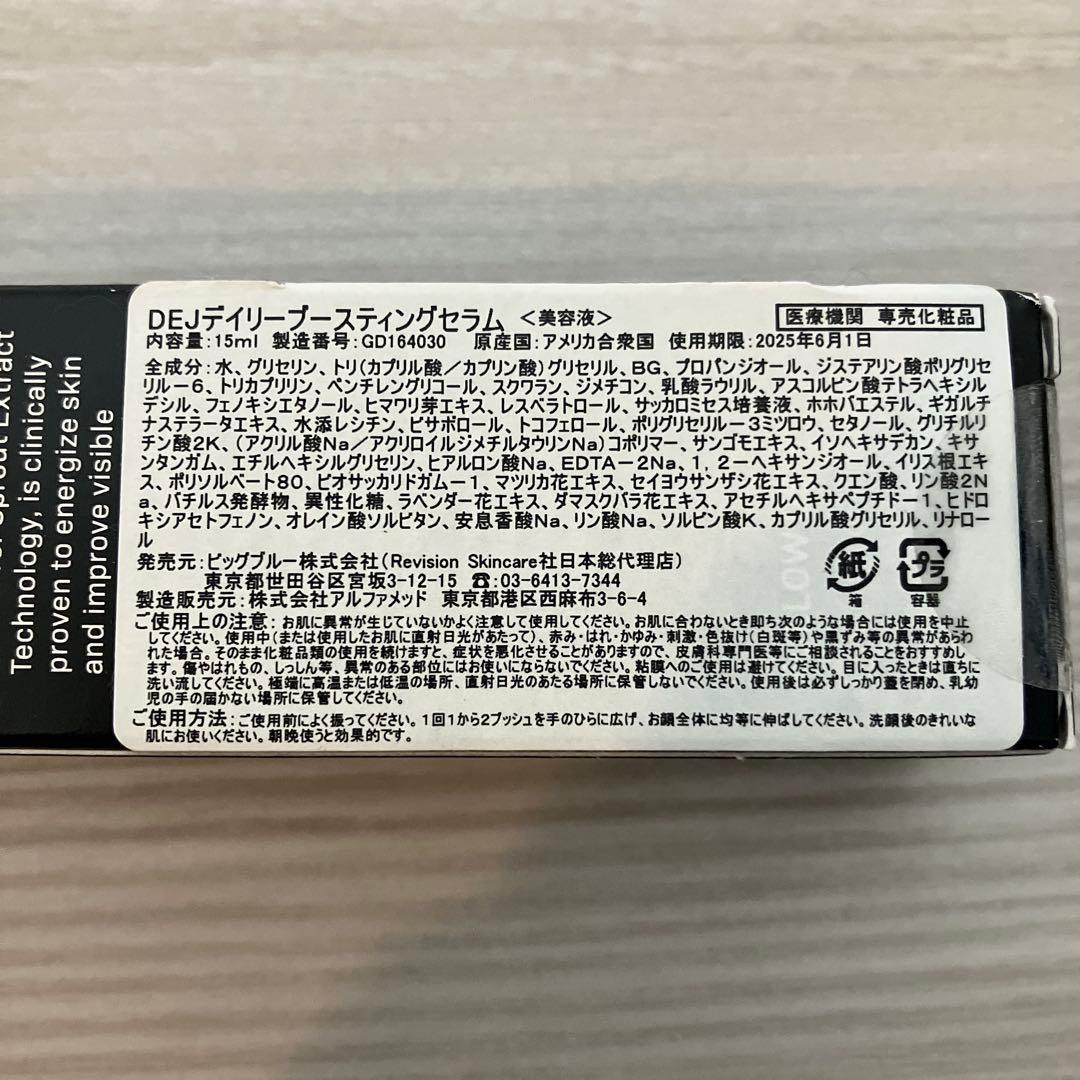 DEJデイリーブースティングセラム <美容液>
医療機関 専売化粧品
内容量:15ml 製造番号:GD164030 原産国:アメリカ合衆国 使用期限:2025年6月1日
全成分:水、グリセリン、トリ(カプリル酸/カプリン酸)グリセリル、BG、プロパンジオール、ジステアリン酸ポリグリセ
リル-6、トリカプリリン、ペンチレングリコール、スクワラン、ジメチコン、乳酸ラウリル、アスコルビン酸テトラヘキシル
デシル、フェノキシエタノール、ヒマワリ芽エキス、レスベラトロール、サッカロミセス培養液、ホホバエステル、ギガルチ
ナステラータエキス、水添レシチン、ビサボロール、トコフェロール、ポリグリセリル-3ミツロウ、セタノール、グリチルリ
チン酸2K、(アクリル酸Na/アクリロイルジメチルタウリンNa)コポリマー、サンゴモエキス、イソヘキサデカン、キサ
ンタンガム、エチルヘキシルグリセリン、ヒアルロン酸Na、EDTA-2Na、1,2-ヘキサンジオール、イリス根エキ
ス、ポリソルベート80、ビオサッカリドガム-1、マツリカ花エキス、セイヨウサンザシ花エキス、クエン酸、リン酸2N
a、バチルス発酵物、異性化糖、ラベンダー花エキス、ダマスクバラ花エキス、アセチルヘキサペプチド-1、ヒドロ
キシアセトフェノン、オレイン酸ソルビタン、安息香酸Na、リン酸Na、ソルビン酸K、カプリル酸グリセリル、リナロー
ル
発売元:ビッグブルー株式会社(Revision Skincare社日本総代理店)
東京都世田谷区宮坂3-12-15 ☎:03-6413-7344
製造販売元:株式会社アルファメッド 東京都港区西麻布3-6-4
紙
箱
プラ
容器
ご使用上の注意: お肌に異常が生じていないかよく注意して使用してください。お肌に合わないとき即ち次のような場合には使用を中止
してください。使用中(または使用したお肌に直射日光があたって)、赤み・はれ・かゆみ・刺激・色抜け(白斑等)や黒ずみ等の異常があらわ
れた場合。そのまま化粧品類の使用を続けますと、症状を悪化させることがありますので、皮膚科専門医等にご相談されることをおすすめし
ます。傷やはれもの、しっしん等、異常のある部位にはお使いにならないでください。粘膜へのご使用は避けてください。目に入ったときは直ちに
洗い流してください。極端に高温または低温の場所、直射日光のあたる場所に保管しないでください。使用後は必ずしっかり蓋を閉め、乳幼
児の手の届かない場所に保管してください。
ご使用方法:ご使用前によく振ってください。1回1から2プッシュを手のひらに広げ、お顔全体に均等に伸ばしてください。洗顔後のきれいな
肌にお使いください。朝晩使うと効果的です。
Sprout Extract
Technology, is clinically
proven to energize skin
and improve visible